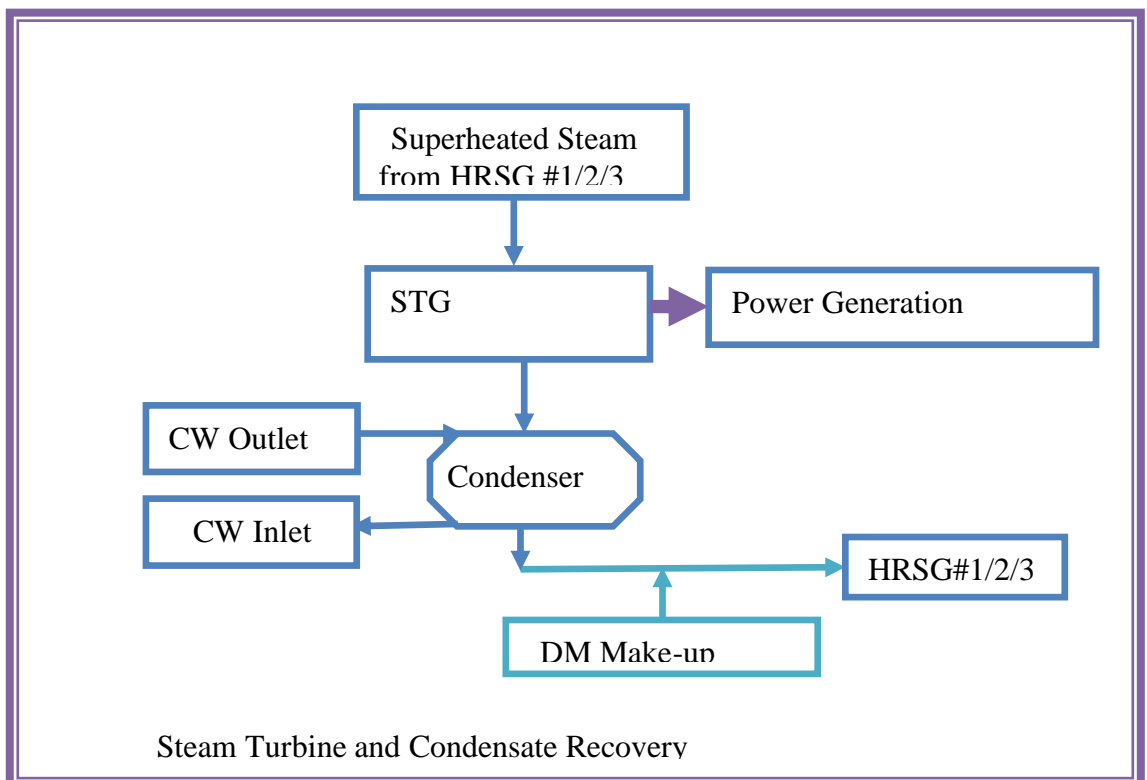 Superheated Steam
from HRSG #1/2/3
STG
Power Generation
CW Outlet
Condenser
CW Inlet
HRSG#1/2/3
DM Make-up
Steam Turbine and Condensate Recovery